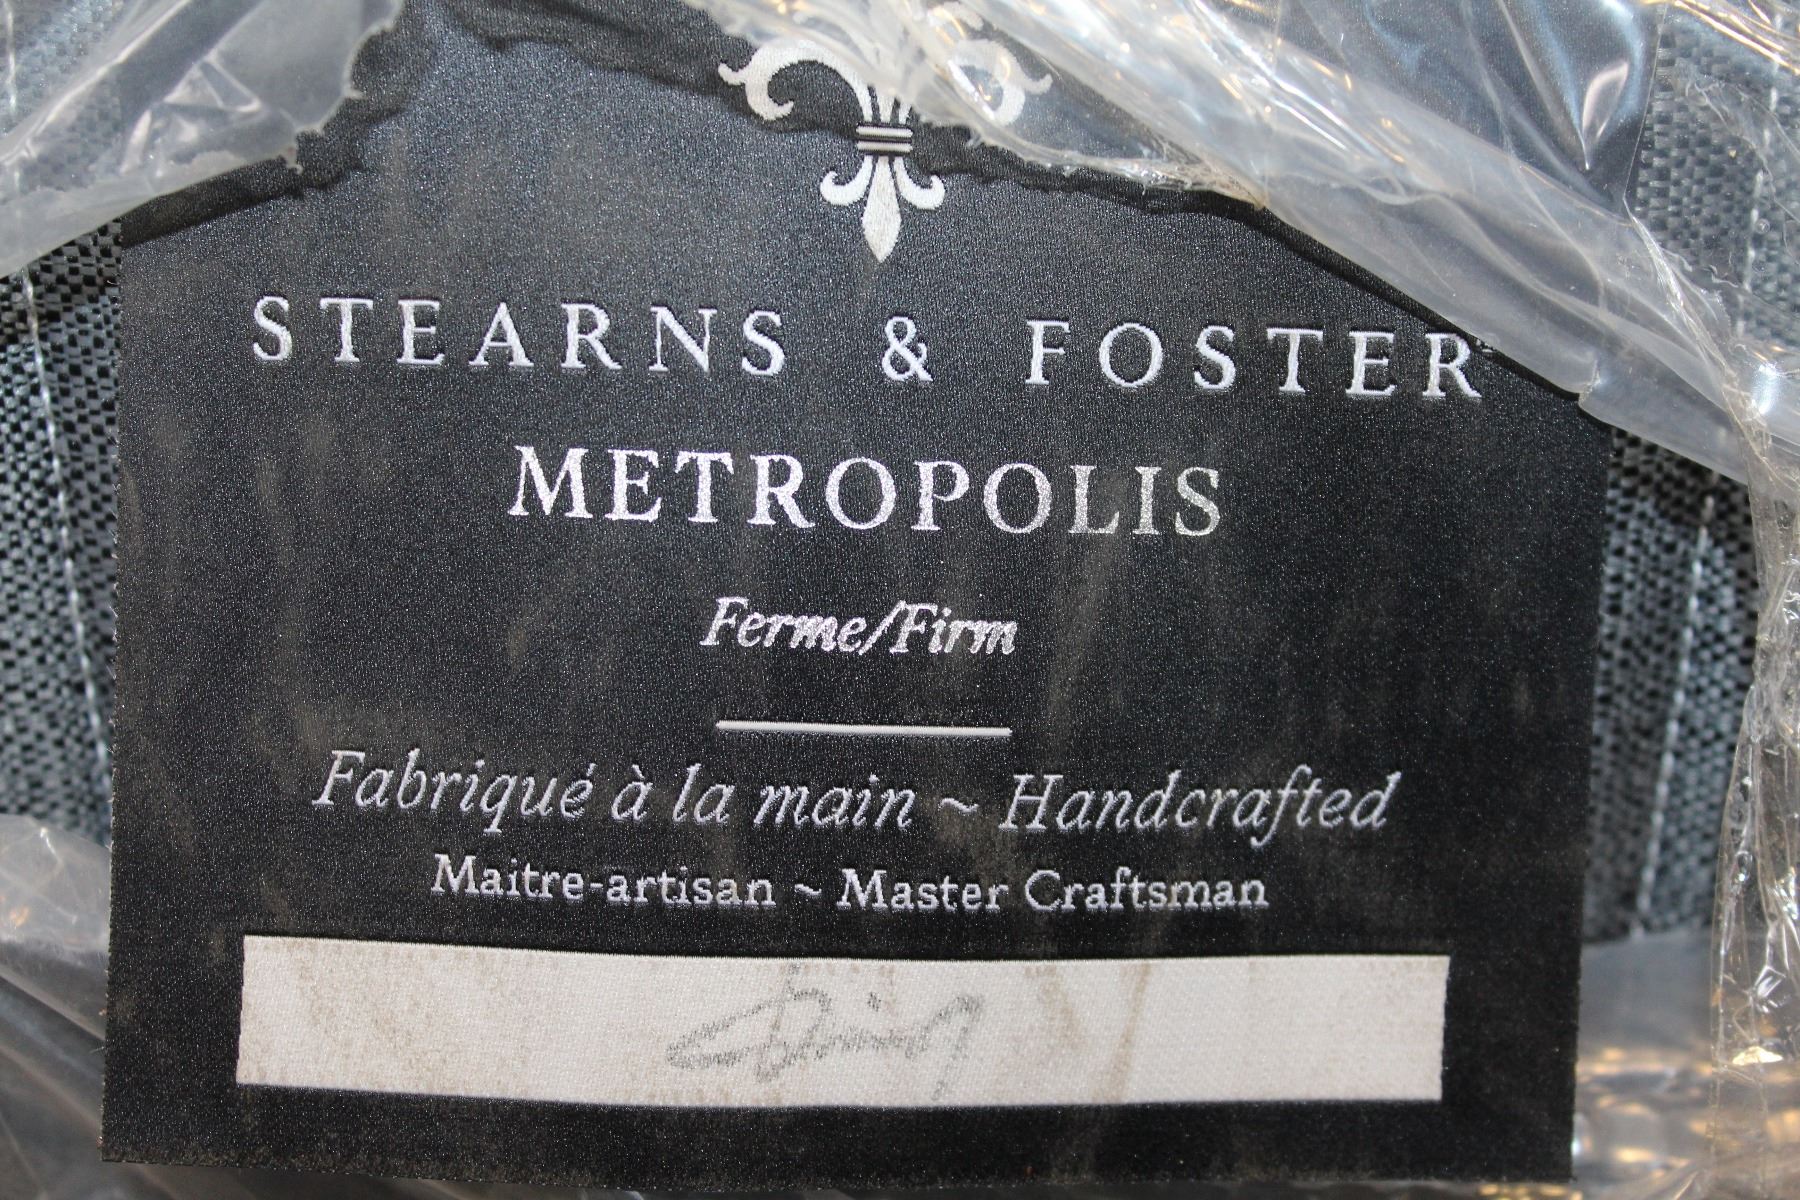 STEARNS & FOSTER
METROPOLIS
Ferme/Firm
Fabriqué à la main ~ Handcrafted
Maitre-artisan ~ Master Craftsman